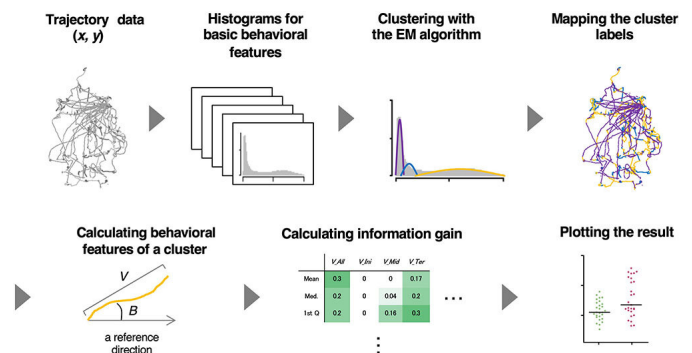 Trajectory data
(x, y)
Histograms for
basic behavioral
features
Clustering with
the EM algorithm
Mapping the cluster
labels
Calculating behavioral
features of a cluster
V
B
a reference
direction
Calculating information gain
V_All V_Ini V_Mid V_Ter
Mean 0.3 0 0 0.17
Med. 0.2 0 0.04 0.2
1st Q 0.2 0 0.16 0.3
Plotting the result